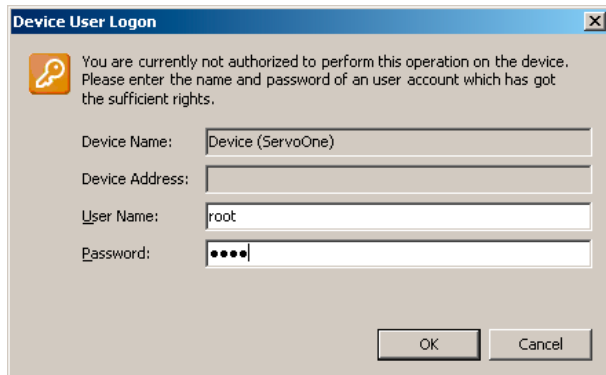 Device User Logon
You are currently not authorized to perform this operation on the device.
Please enter the name and password of an user account which has got
the sufficient rights.
Device Name: Device (ServoOne)
Device Address:
User Name: root
Password: ●●●●
OK Cancel